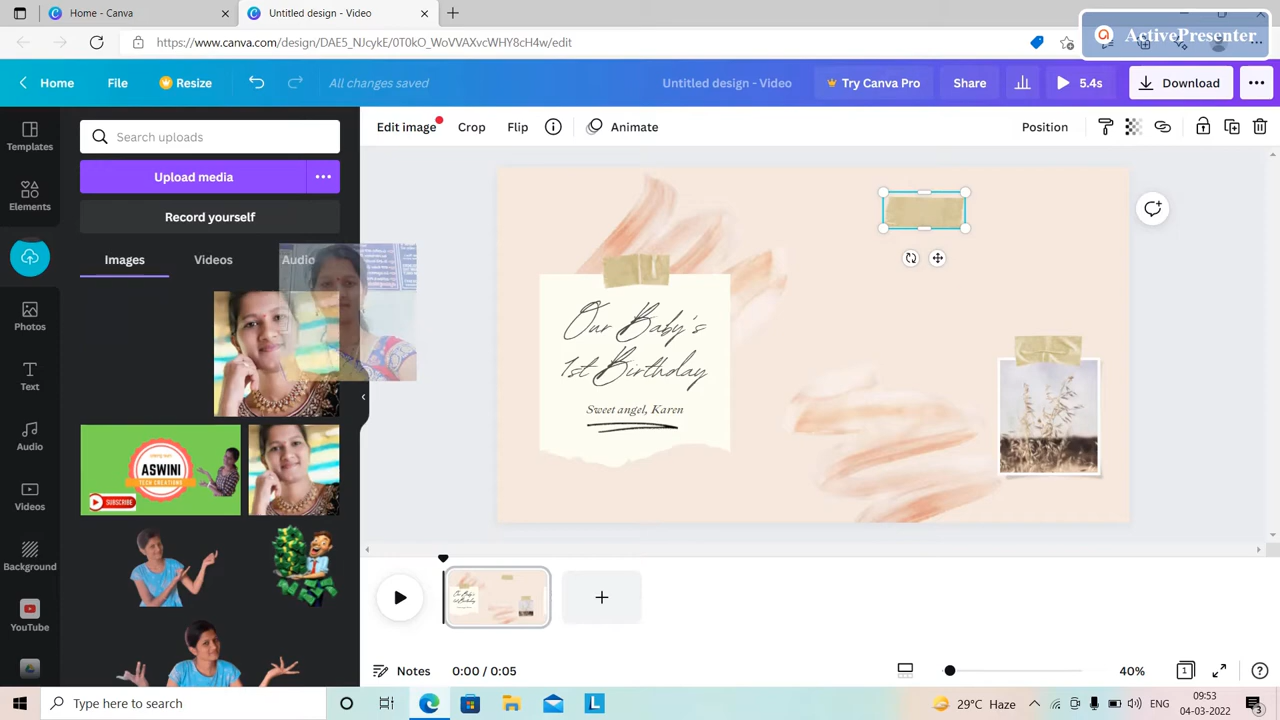 Home - Canva
Untitled design - Video
ActivePresenter
https://www.canva.com/design/DAE5_NJcykE/0T0kO_WoVVAXvcWHY8cH4w/edit
Home
File
Resize
All changes saved
Untitled design - Video
Try Canva Pro
Share
5.4s
Download
Templates
Elements
Photos
Text
Audio
Videos
Background
YouTube
Search uploads
Upload media
Record yourself
Images
Videos
Audio
ASWINI
TECH CREATIONS
SUBSCRIBE
Edit image
Crop
Flip
Animate
Position
Our Baby's
1st Birthday
Sweet angel, Karen
Notes
0:00 / 0:05
40%
1
Type here to search
29°C Haze
ENG
09:53
04-03-2022
3